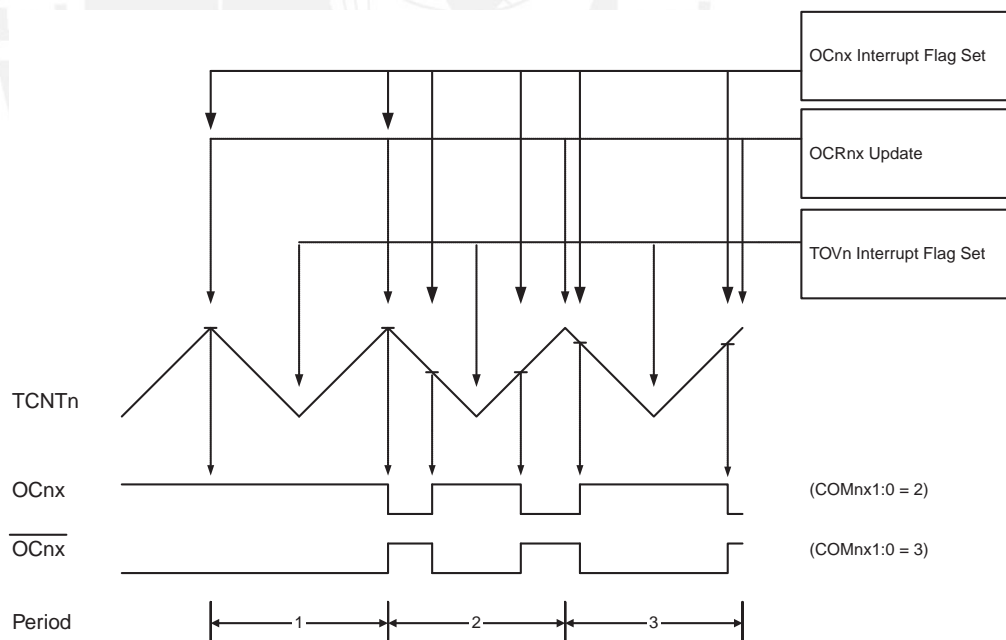 OCnx Interrupt Flag Set
OCRnx Update
TOVn Interrupt Flag Set
TCNTn
OCnx
(COMnx1:0 = 2)
OCnx
(COMnx1:0 = 3)
Period
1
2
3